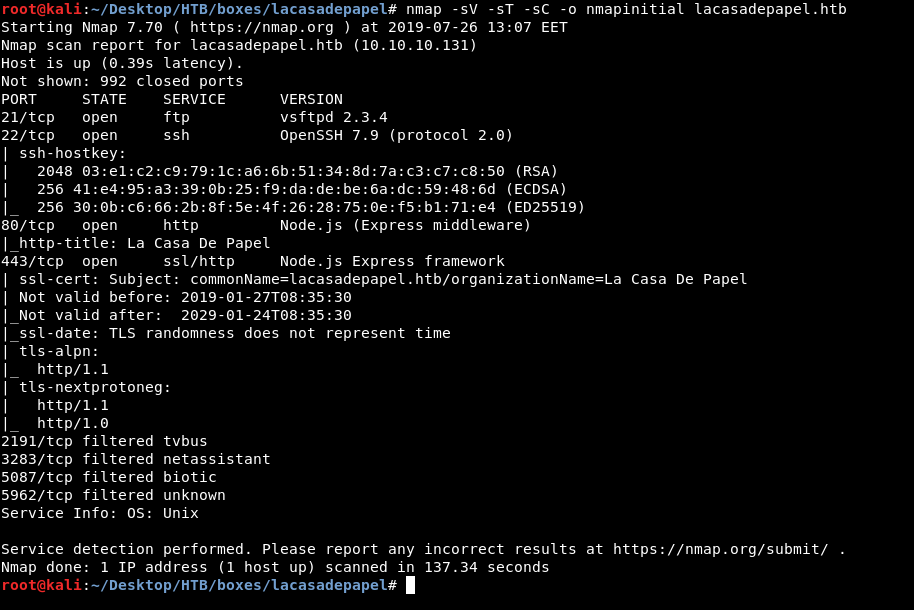 root@kali:~/Desktop/HTB/boxes/lacasadepapel# nmap -sV -sT -sC -o nmapinitial lacasadepapel.htb
Starting Nmap 7.70 ( https://nmap.org ) at 2019-07-26 13:07 EET
Nmap scan report for lacasadepapel.htb (10.10.10.131)
Host is up (0.39s latency).
Not shown: 992 closed ports
PORT     STATE    SERVICE      VERSION
21/tcp   open     ftp          vsftpd 2.3.4
22/tcp   open     ssh          OpenSSH 7.9 (protocol 2.0)
| ssh-hostkey:
|   2048 03:e1:c2:c9:79:1c:a6:6b:51:34:8d:7a:c3:c7:c8:50 (RSA)
|   256 41:e4:95:a3:39:0b:25:f9:da:de:be:6a:dc:59:48:6d (ECDSA)
|_  256 30:0b:c6:66:2b:8f:5e:4f:26:28:75:0e:f5:b1:71:e4 (ED25519)
80/tcp   open     http         Node.js (Express middleware)
|_http-title: La Casa De Papel
443/tcp  open     ssl/http     Node.js Express framework
| ssl-cert: Subject: commonName=lacasadepapel.htb/organizationName=La Casa De Papel
| Not valid before: 2019-01-27T08:35:30
|_Not valid after:  2029-01-24T08:35:30
|_ssl-date: TLS randomness does not represent time
| tls-alpn:
|_  http/1.1
| tls-nextprotoneg:
|   http/1.1
|_  http/1.0
2191/tcp filtered tvbus
3283/tcp filtered netassistant
5087/tcp filtered biotic
5962/tcp filtered unknown
Service Info: OS: Unix

Service detection performed. Please report any incorrect results at https://nmap.org/submit/ .
Nmap done: 1 IP address (1 host up) scanned in 137.34 seconds
root@kali:~/Desktop/HTB/boxes/lacasadepapel#